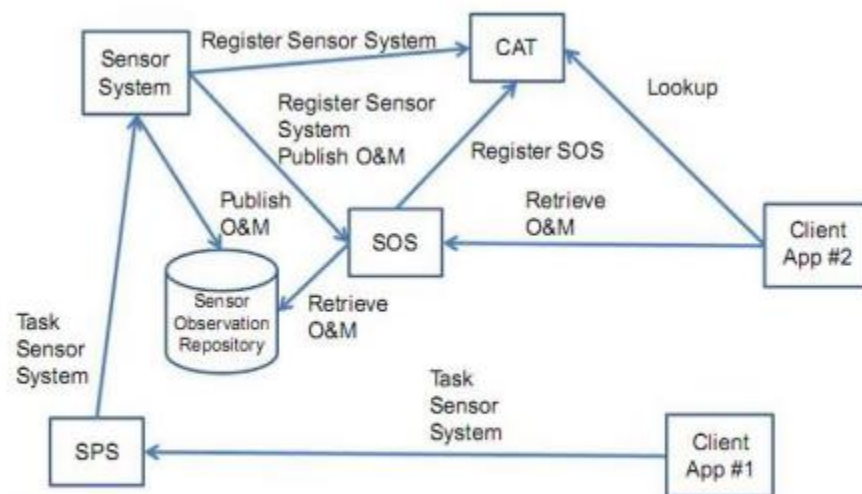 Register Sensor System
CAT
Sensor
System
Lookup
Register Sensor
System
Publish O&M
Register SOS
Publish
O&M
Retrieve
O&M
SOS
Client
App #2
Sensor
Observation
Repository
Retrieve
O&M
Task
Sensor
System
Task
Sensor
System
SPS
Client
App #1